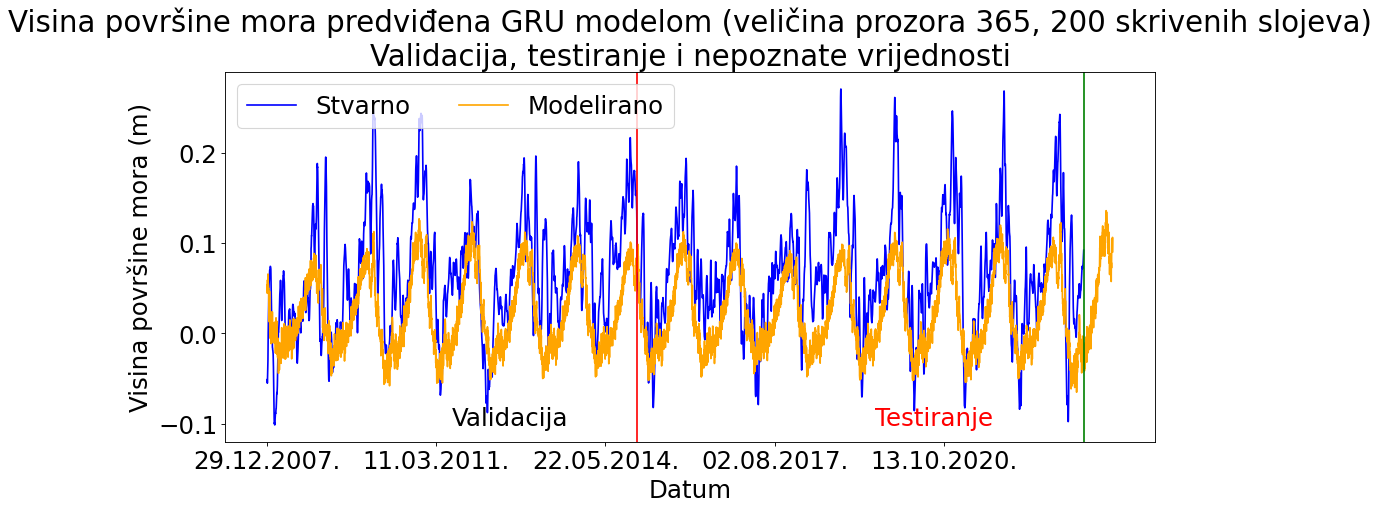 Visina površine mora predviđena GRU modelom (veličina prozora 365, 200 skrivenih slojeva)
Validacija, testiranje i nepoznate vrijednosti
Stvarno Modelirano
Visina površine mora (m)
0.2
0.1
0.0
−0.1
Validacija Testiranje
29.12.2007. 11.03.2011. 22.05.2014. 02.08.2017. 13.10.2020.
Datum